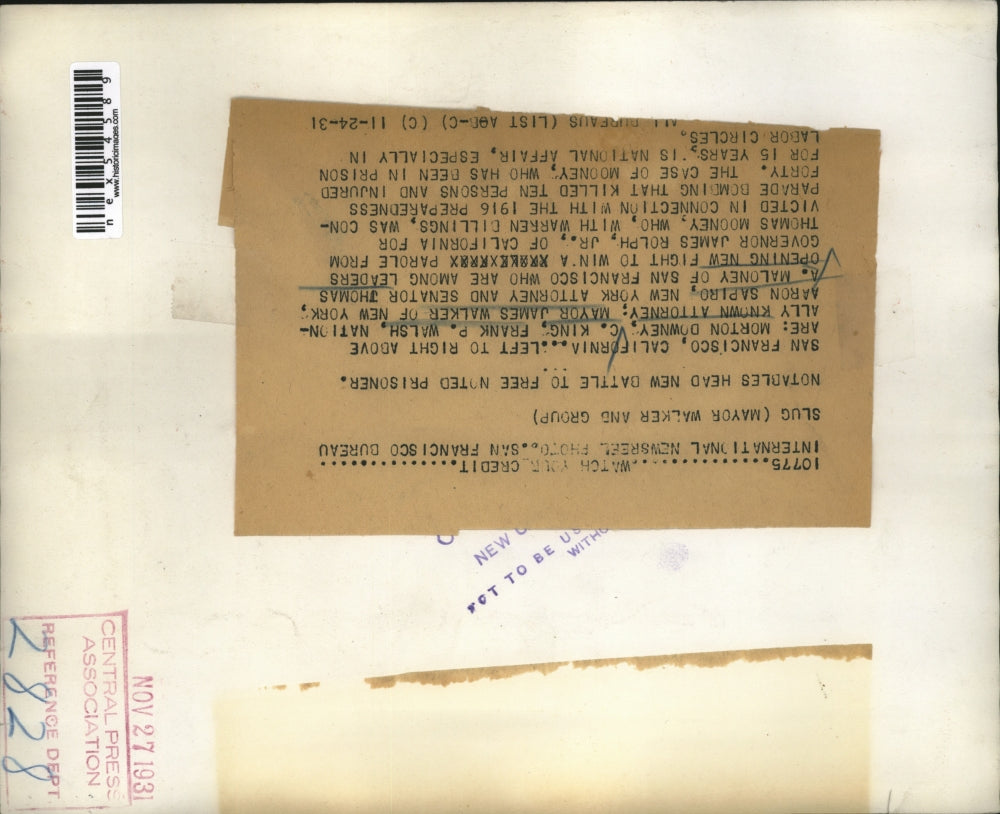 10775..............WATCH YOUR CREDIT..............
INTERNATIONAL NEWSREEL PHOTO. SAN FRANCISCO BUREAU
SLUG (MAYOR WALKER AND GROUP)
NOTABLES HEAD NEW BATTLE TO FREE NOTED PRISONER.
SAN FRANCISCO, CALIFORNIA....LEFT TO RIGHT ABOVE
ARE: MORTON DOWNEY, C. KING, FRANK P. WALSH, NATION-
ALLY KNOWN ATTORNEY; MAYOR JAMES WALKER OF NEW YORK,
AARON SAPIRO, NEW YORK ATTORNEY AND SENATOR THOMAS
A. MALONEY OF SAN FRANCISCO WHO ARE AMONG LEADERS
OPENING NEW FIGHT TO WIN A XXXXXXXXX PAROLE FROM
GOVERNOR JAMES ROLPH, JR., OF CALIFORNIA FOR
THOMAS MOONEY, WHO, WITH WARREN BILLINGS, WAS CON-
VICTED IN CONNECTION WITH THE 1916 PREPAREDNESS
PARADE BOMBING THAT KILLED TEN PERSONS AND INJURED
FORTY. THE CASE OF MOONEY, WHO HAS BEEN IN PRISON
FOR 15 YEARS, IS NATIONAL AFFAIR, ESPECIALLY IN
LABOR CIRCLES.
ALL BUREAUS (LIST AOD-C) (C) 11-24-31
NEW
NOT TO BE US
WITHO
NOV 27 1931
CENTRAL PRESS
ASSOCIATION
REFERENCE DEPT
2828
nex54589
www.historicimages.com